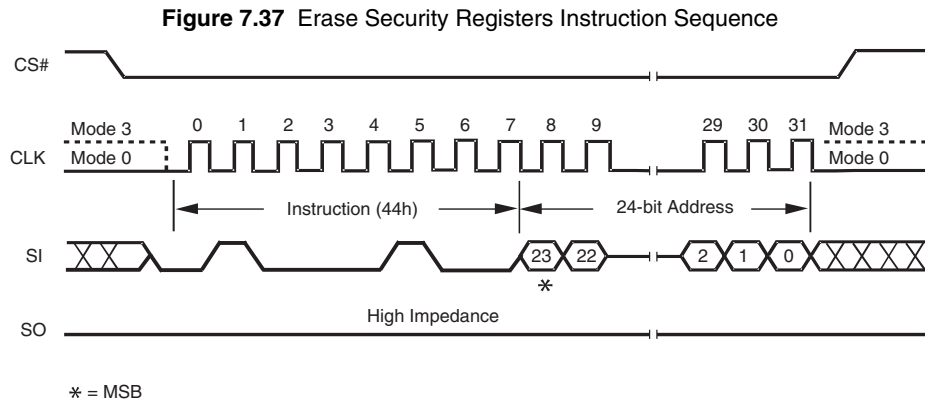 Figure 7.37 Erase Security Registers Instruction Sequence
CS#
Mode 3 0 1 2 3 4 5 6 7 8 9 29 30 31 Mode 3
CLK Mode 0 Mode 0
Instruction (44h) 24-bit Address
SI 23 22 2 1 0
*
High Impedance
SO
* = MSB